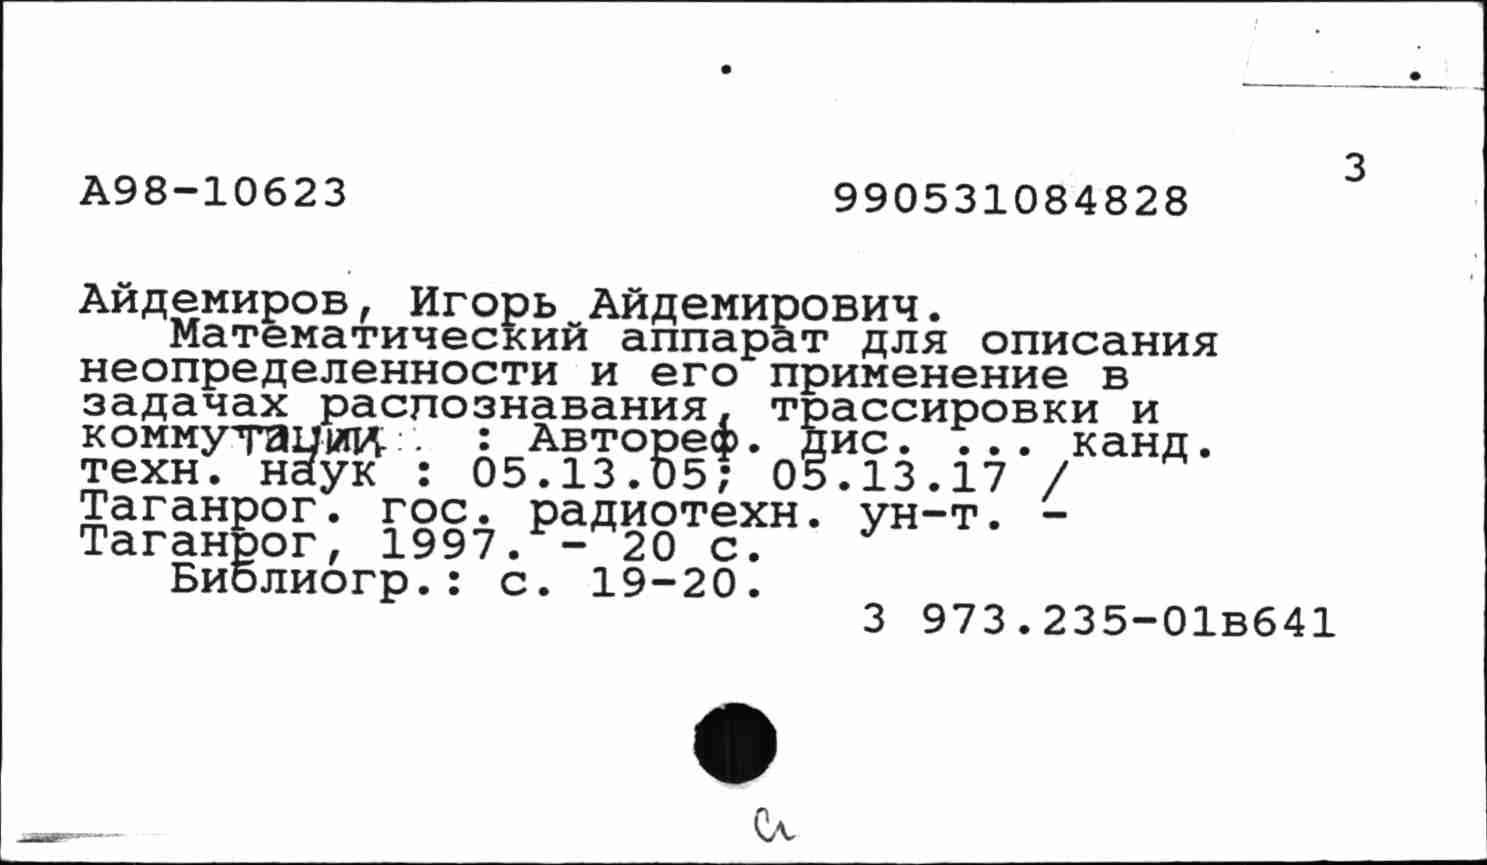 3
А98-10623 990531084828
Айдемиров, Игорь Айдемирович.
Математический аппарат для описания
неопределенности и его применение в
задачах распознавания, трассировки и
коммутации : Автореф. дис. ... канд.
техн. наук : 05.13.05; 05.13.17 /
Таганрог. гос. радиотехн. ун-т. -
Таганрог, 1997. - 20 с.
Библиогр.: с. 19-20.
3 973.235-01в641